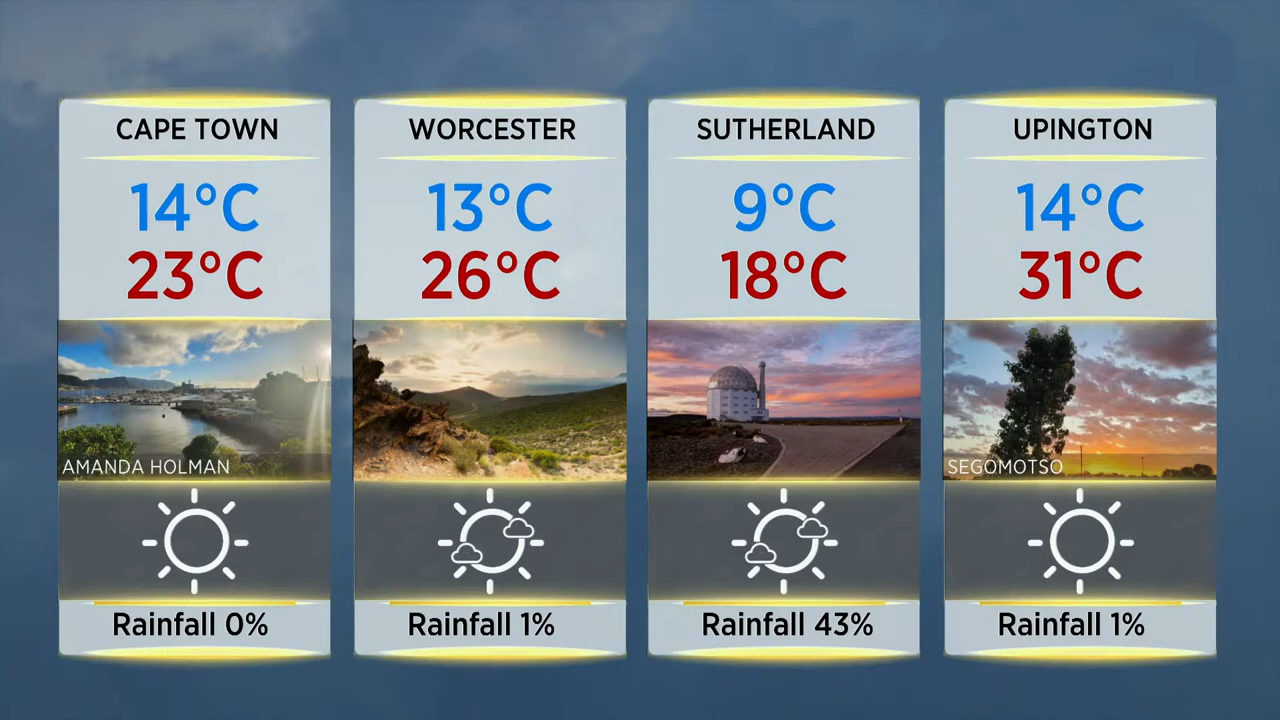 CAPE TOWN
14°C
23°C
AMANDA HOLMAN
Rainfall 0%
WORCESTER
13°C
26°C
Rainfall 1%
SUTHERLAND
9°C
18°C
Rainfall 43%
UPINGTON
14°C
31°C
SEGOMOTSO
Rainfall 1%